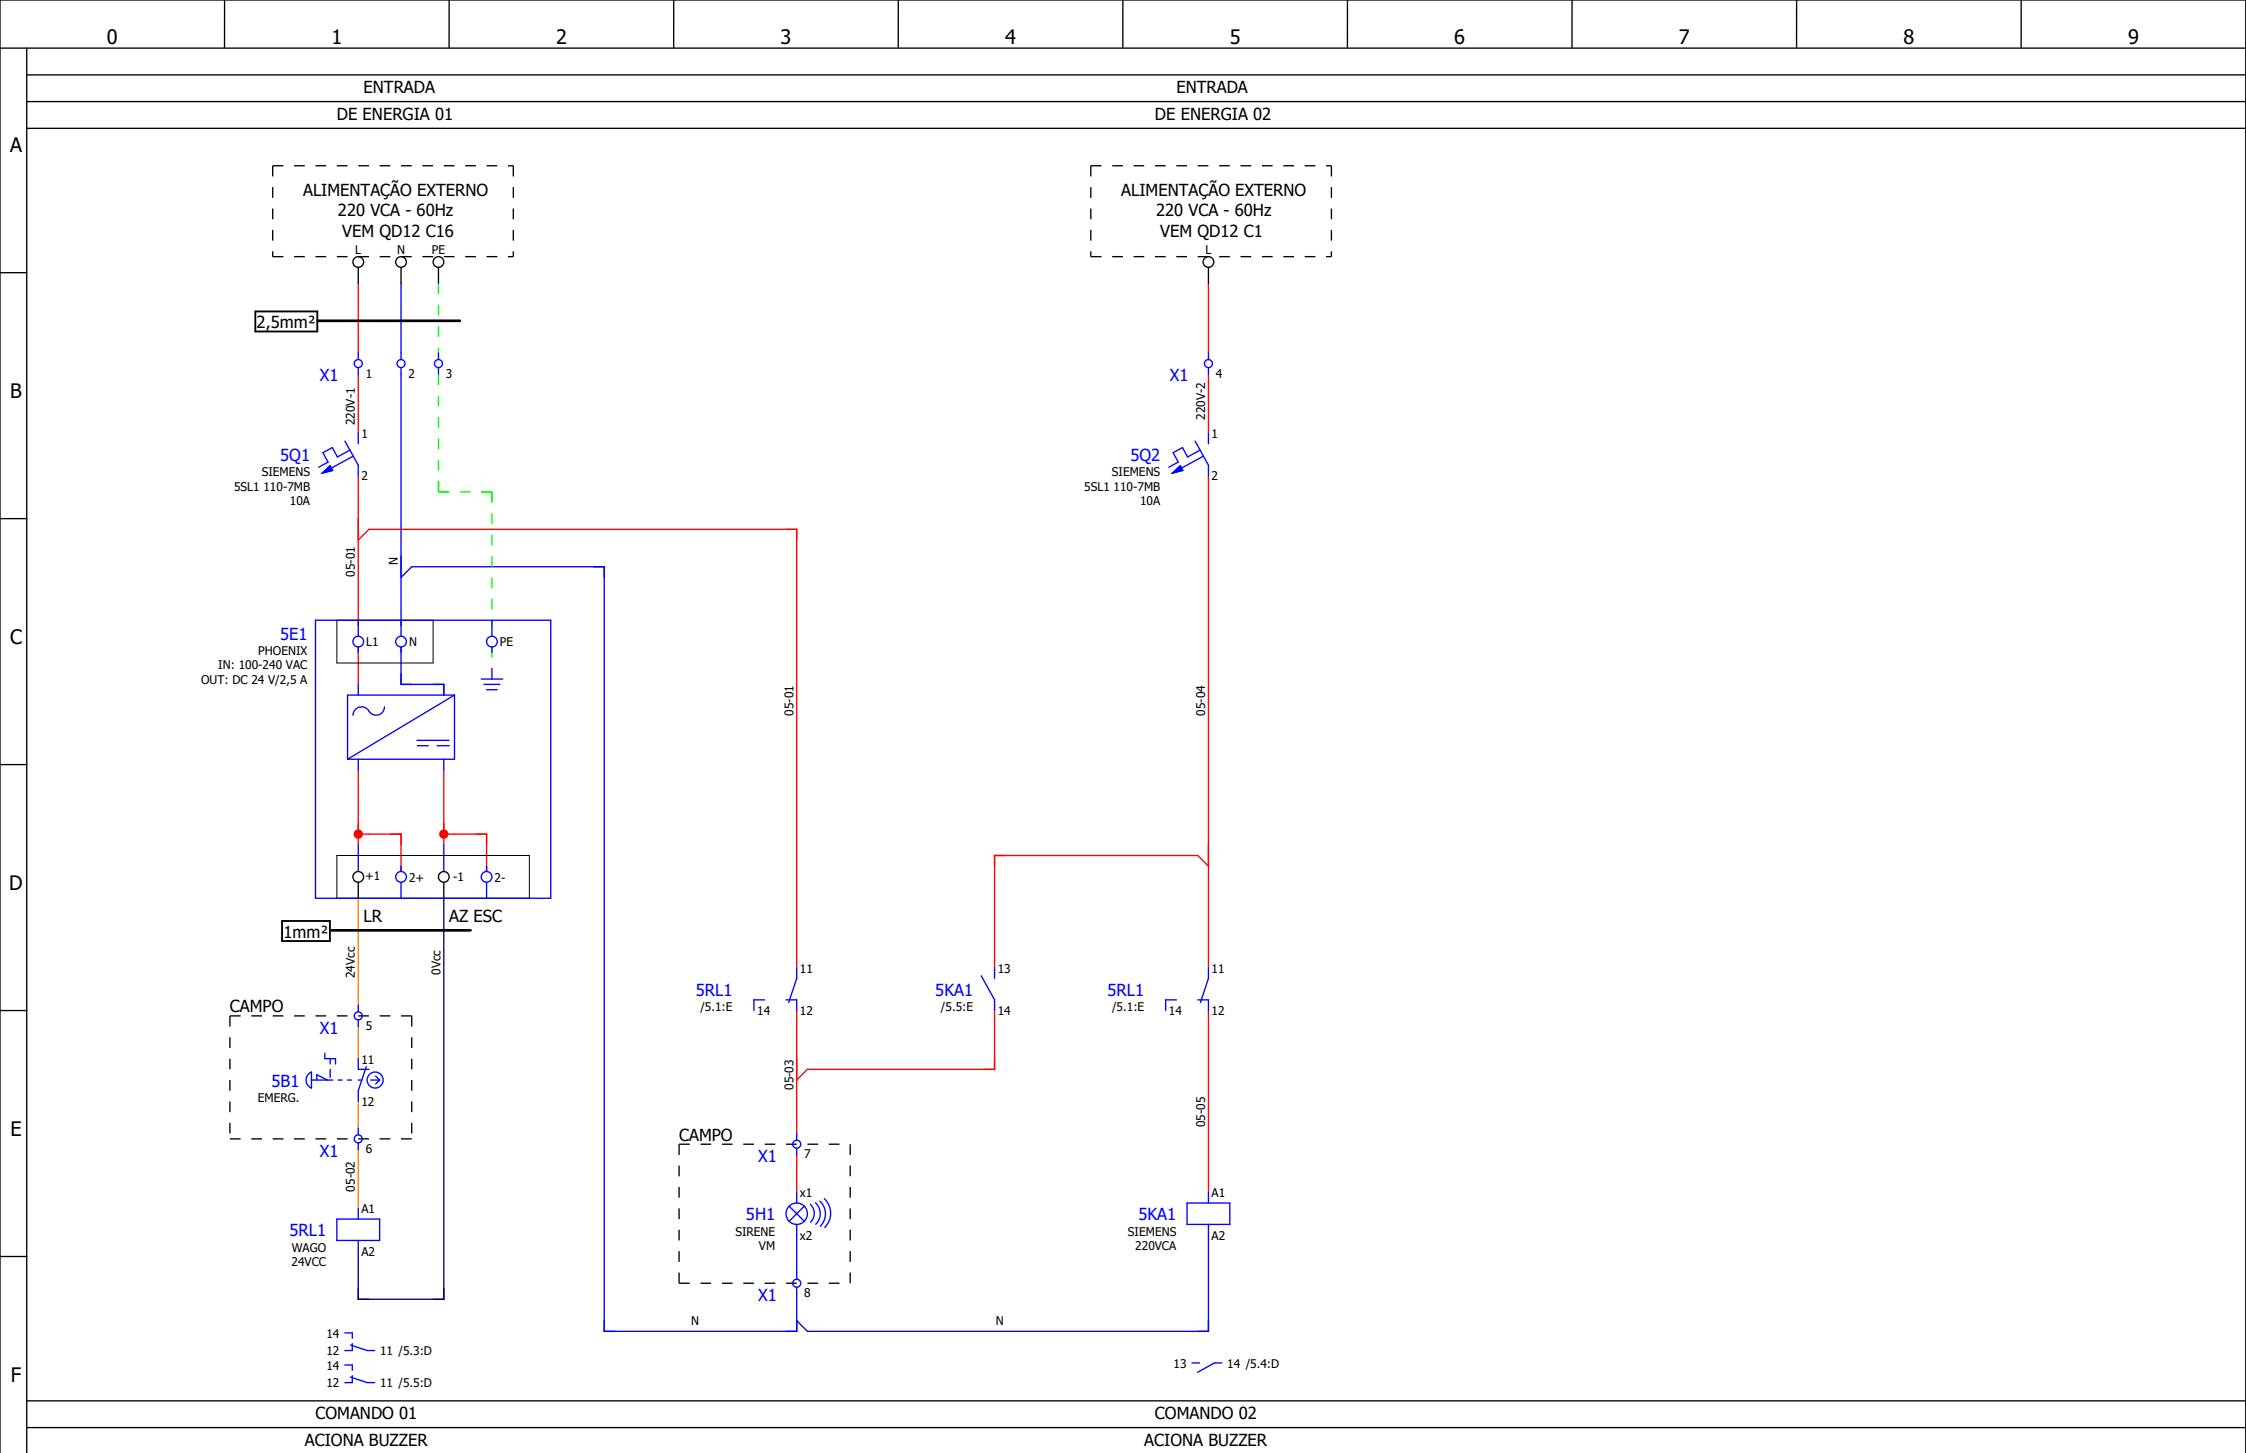 0 1 2 3 4 5 6 7 8 9
ENTRADA
DE ENERGIA 01
ENTRADA
DE ENERGIA 02
A
ALIMENTAÇÃO EXTERNO
220 VCA - 60Hz
VEM QD12 C16
L N PE
ALIMENTAÇÃO EXTERNO
220 VCA - 60Hz
VEM QD12 C1
L
2,5mm²
B
X1 1 2 3
220V-1
X1 4
220V-2
5Q1
SIEMENS
5SL1 110-7MB
10A
1
2
5Q2
SIEMENS
5SL1 110-7MB
10A
1
2
05-01
N
C
5E1
PHOENIX
IN: 100-240 VAC
OUT: DC 24 V/2,5 A
L1 N PE
05-01
05-04
D
+1 2+ -1 2-
LR AZ ESC
1mm²
24Vcc
0Vcc
5RL1
/5.1:E
11
14 12
5KA1
/5.5:E
13
14
5RL1
/5.1:E
11
14 12
CAMPO
X1 5
5B1
EMERG.
11
12
X1 6
05-02
05-03
05-05
E
5RL1
WAGO
24VCC
A1
A2
CAMPO
X1 7
5H1
SIRENE
VM
x1
x2
X1 8
5KA1
SIEMENS
220VCA
A1
A2
N N
F
14
12 11 /5.3:D
14
12 11 /5.5:D
13 14 /5.4:D
COMANDO 01
ACIONA BUZZER
COMANDO 02
ACIONA BUZZER